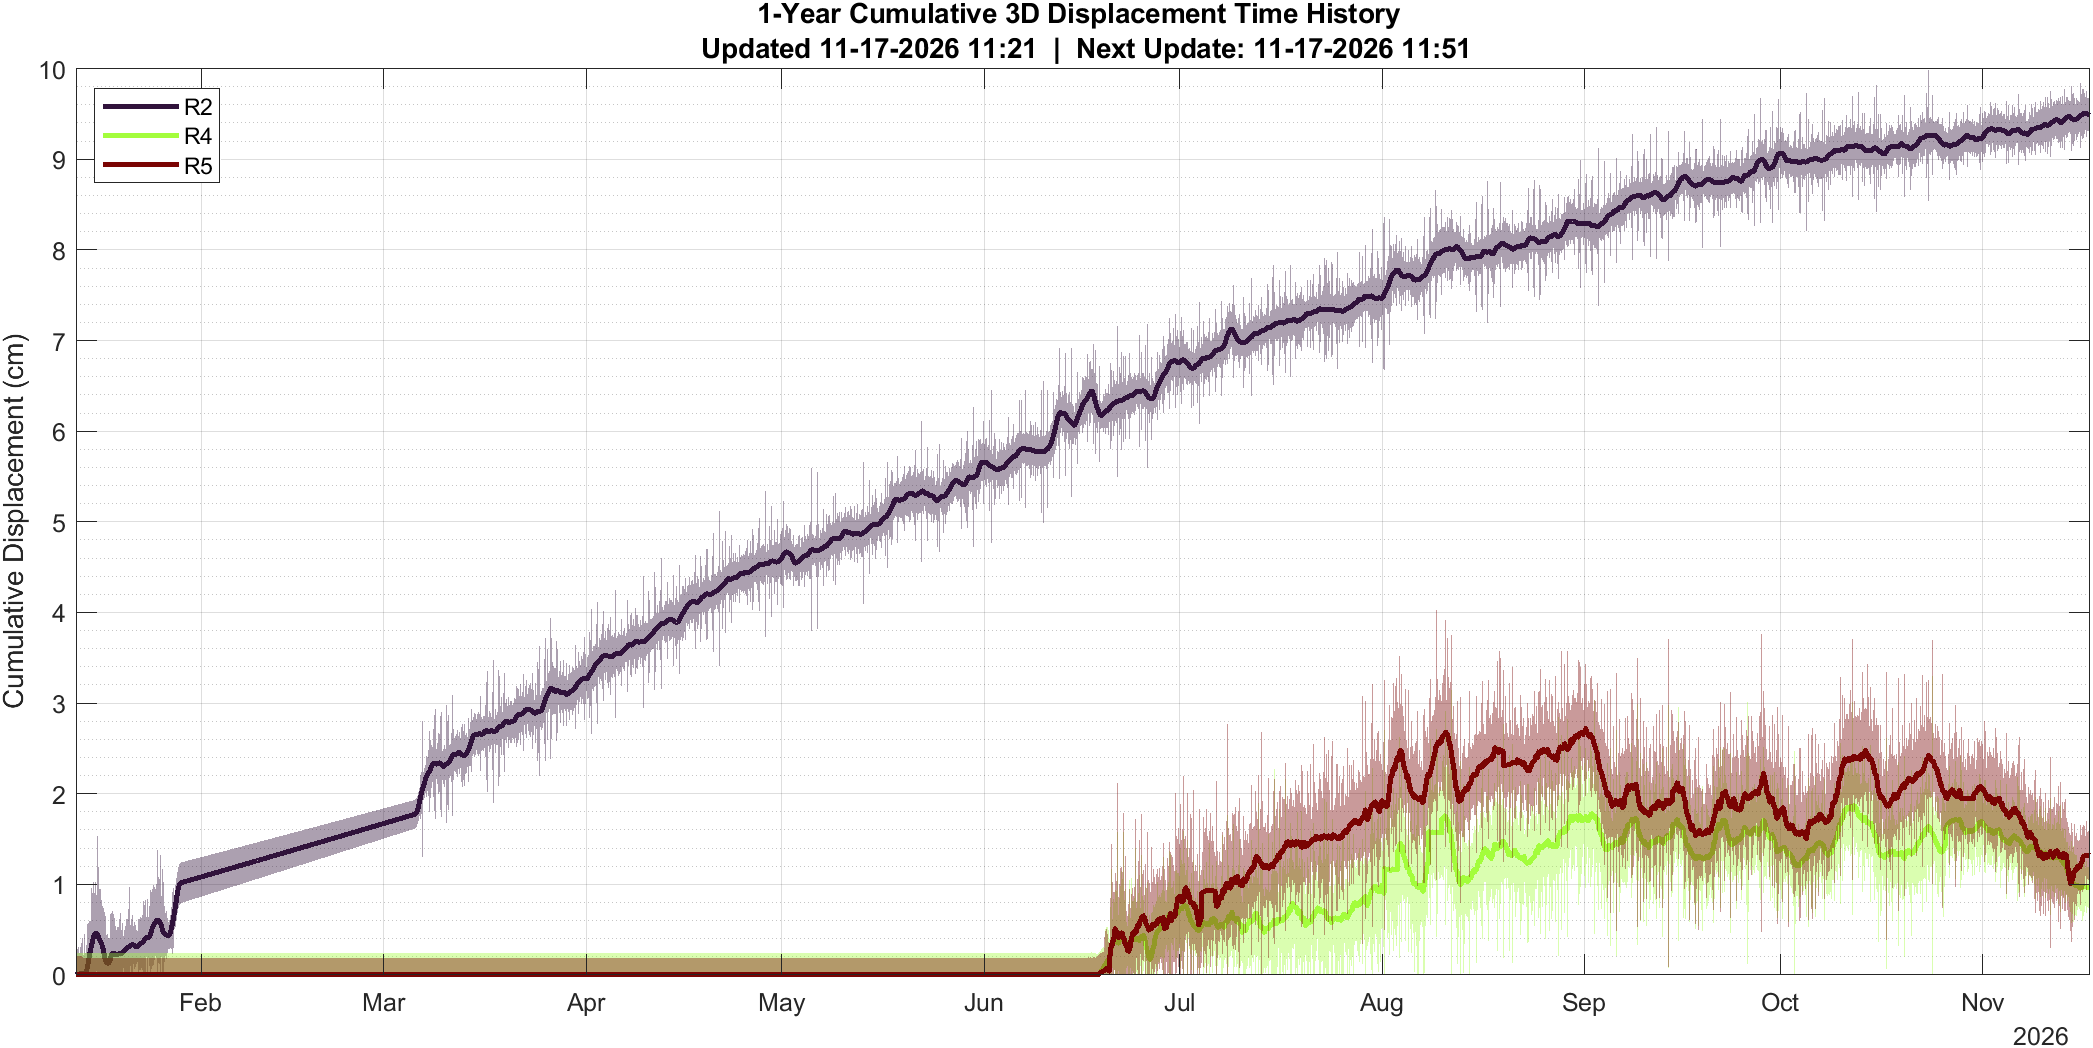 1-Year Cumulative 3D Displacement Time History
Updated 11-17-2026 11:21 | Next Update: 11-17-2026 11:51
R2
R4
R5
Cumulative Displacement (cm)
10
9
8
7
6
5
4
3
2
1
0
Feb Mar Apr May Jun Jul Aug Sep Oct Nov
2026